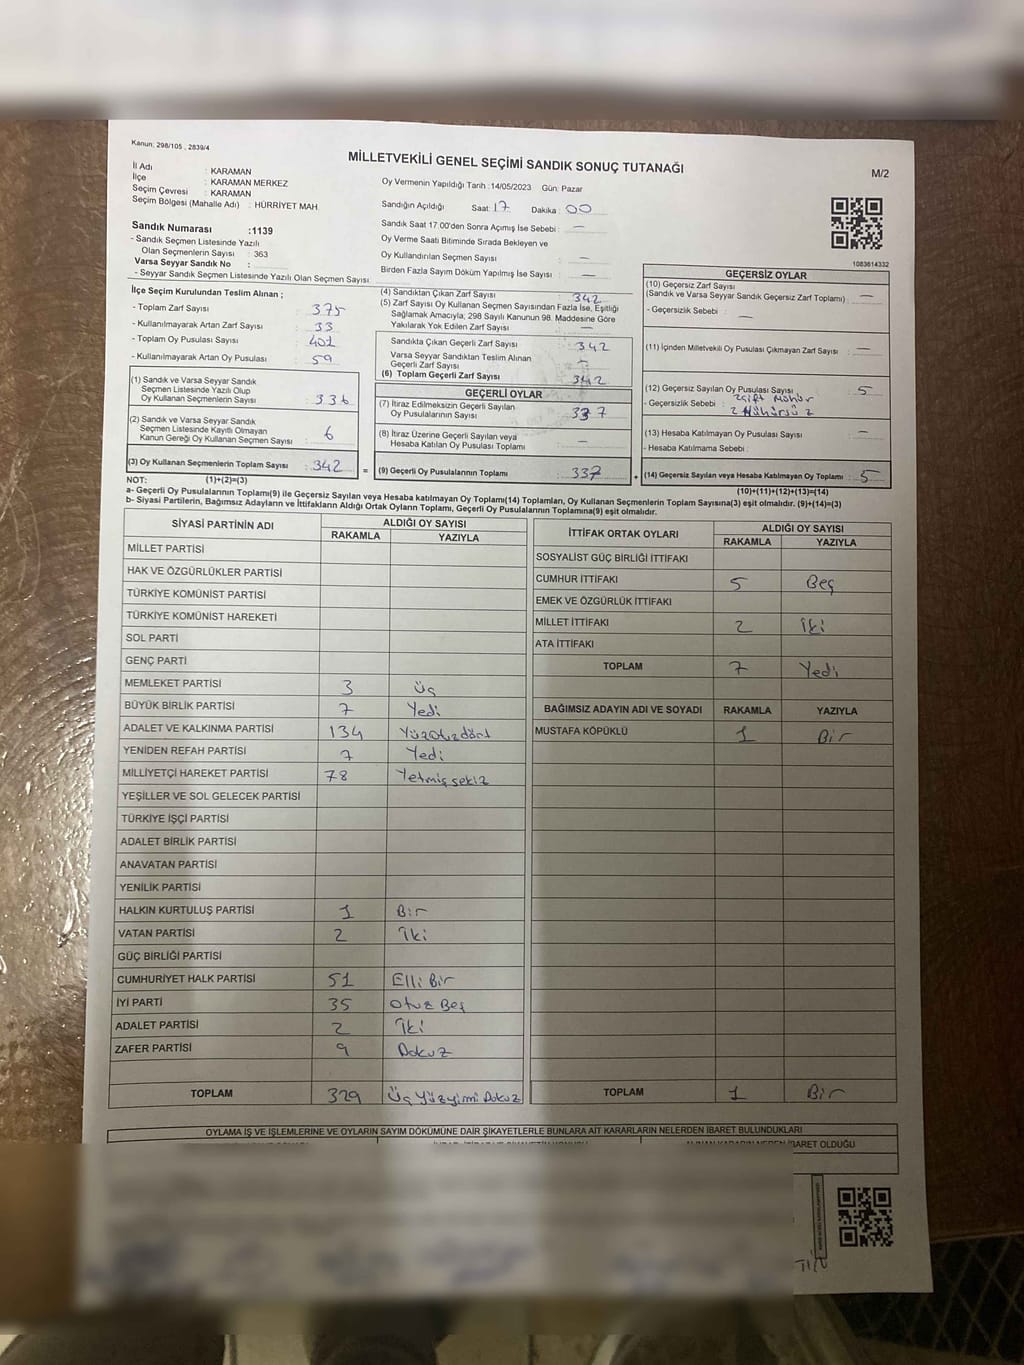 Kanun: 298/105 , 2839/4
MİLLETVEKİLİ GENEL SEÇİMİ SANDIK SONUÇ TUTANAĞI
M/2
İl Adı : KARAMAN
İlçe : KARAMAN MERKEZ
Seçim Çevresi : KARAMAN
Seçim Bölgesi (Mahalle Adı) : HÜRRİYET MAH.
Sandık Numarası :1139
- Sandık Seçmen Listesinde Yazılı
Olan Seçmenlerin Sayısı : 363
Varsa Seyyar Sandık No :
- Seyyar Sandık Seçmen Listesinde Yazılı Olan Seçmen Sayısı
Oy Vermenin Yapıldığı Tarih :14/05/2023 Gün: Pazar
Sandığın Açıldığı Saat: 17 Dakika : 00
Sandık Saat 17:00'den Sonra Açımış İse Sebebi : —
Oy Verme Saati Bitiminde Sırada Bekleyen ve
Oy Kullandırılan Seçmen Sayısı : —
Birden Fazla Sayım Döküm Yapılmış İse Sayısı : —
1083614332
İlçe Seçim Kurulundan Teslim Alınan ;
- Toplam Zarf Sayısı : 375
- Kullanılmayarak Artan Zarf Sayısı : 33
- Toplam Oy Pusulası Sayısı : 401
- Kullanılmayarak Artan Oy Pusulası : 59
(1) Sandık ve Varsa Seyyar Sandık
Seçmen Listesinde Yazılı Olup
Oy Kullanan Seçmenlerin Sayısı : 336
(2) Sandık ve Varsa Seyyar Sandık
Seçmen Listesinde Kayıtlı Olmayan
Kanun Gereği Oy Kullanan Seçmen Sayısı : 6
(3) Oy Kullanan Seçmenlerin Toplam Sayısı : 342 =
(4) Sandıktan Çıkan Zarf Sayısı : 342
(5) Zarf Sayısı Oy Kullanan Seçmen Sayısından Fazla İse, Eşitliği
Sağlamak Amacıyla; 298 Sayılı Kanunun 98. Maddesine Göre
Yakılarak Yok Edilen Zarf Sayısı : —
Sandıkta Çıkan Geçerli Zarf Sayısı : 342
Varsa Seyyar Sandıktan Teslim Alınan
Geçerli Zarf Sayısı : —
(6) Toplam Geçerli Zarf Sayısı : 342
GEÇERLİ OYLAR
(7) İtiraz Edilmeksizin Geçerli Sayılan
Oy Pusulalarının Sayısı : 337
(8) İtiraz Üzerine Geçerli Sayılan veya
Hesaba Katılan Oy Pusulası Toplamı : —
(9) Geçerli Oy Pusulalarının Toplamı : 337 +
GEÇERSİZ OYLAR
(10) Geçersiz Zarf Sayısı
(Sandık ve Varsa Seyyar Sandık Geçersiz Zarf Toplamı) : —
- Geçersizlik Sebebi : —
(11) İçinden Milletvekili Oy Pusulası Çıkmayan Zarf Sayısı : —
(12) Geçersiz Sayılan Oy Pusulası Sayısı : 5
- Geçersizlik Sebebi : Çift Mühür
2 Mühürsüz
(13) Hesaba Katılmayan Oy Pusulası Sayısı : —
- Hesaba Katılmama Sebebi :
(14) Geçersiz Sayılan veya Hesaba Katılmayan Oy Toplamı : 5
NOT: (1)+(2)=(3)
(10)+(11)+(12)+(13)=(14)
a- Geçerli Oy Pusulalarının Toplamı(9) ile Geçersiz Sayılan veya Hesaba katılmayan Oy Toplamı(14) Toplamları, Oy Kullanan Seçmenlerin Toplam Sayısına(3) eşit olmalıdır. (9)+(14)=(3)
b- Siyasi Partilerin, Bağımsız Adayların ve İttifakların Aldığı Ortak Oyların Toplamı, Geçerli Oy Pusulalarının Toplamına(9) eşit olmalıdır.
SİYASİ PARTİNİN ADI ALDIĞI OY SAYISI
RAKAMLA YAZIYLA
MİLLET PARTİSİ
HAK VE ÖZGÜRLÜKLER PARTİSİ
TÜRKİYE KOMÜNİST PARTİSİ
TÜRKİYE KOMÜNİST HAREKETİ
SOL PARTİ
GENÇ PARTİ
MEMLEKET PARTİSİ 3 Üç
BÜYÜK BİRLİK PARTİSİ 7 Yedi
ADALET VE KALKINMA PARTİSİ 134 Yüzotuzdört
YENİDEN REFAH PARTİSİ 7 Yedi
MİLLİYETÇİ HAREKET PARTİSİ 78 Yetmiş sekiz
YEŞİLLER VE SOL GELECEK PARTİSİ
TÜRKİYE İŞÇİ PARTİSİ
ADALET BİRLİK PARTİSİ
ANAVATAN PARTİSİ
YENİLİK PARTİSİ
HALKIN KURTULUŞ PARTİSİ 1 Bir
VATAN PARTİSİ 2 İki
GÜÇ BİRLİĞİ PARTİSİ
CUMHURİYET HALK PARTİSİ 51 Elli Bir
İYİ PARTİ 35 Otuz Beş
ADALET PARTİSİ 2 İki
ZAFER PARTİSİ 9 Dokuz
TOPLAM 329 Üç Yüzyirmi Dokuz
İTTİFAK ORTAK OYLARI ALDIĞI OY SAYISI
RAKAMLA YAZIYLA
SOSYALİST GÜÇ BİRLİĞİ İTTİFAKI
CUMHUR İTTİFAKI 5 Beş
EMEK VE ÖZGÜRLÜK İTTİFAKI
MİLLET İTTİFAKI 2 İki
ATA İTTİFAKI
TOPLAM 7 Yedi
BAĞIMSIZ ADAYIN ADI VE SOYADI RAKAMLA YAZIYLA
MUSTAFA KÖPÜKLÜ 1 Bir
TOPLAM 1 Bir
OYLAMA İŞ VE İŞLEMLERİNE VE OYLARIN SAYIM DÖKÜMÜNE DAİR ŞİKAYETLERLE BUNLARA AİT KARARLARIN NELERDEN İBARET BULUNDUKLARI
İBARET OLDUĞU